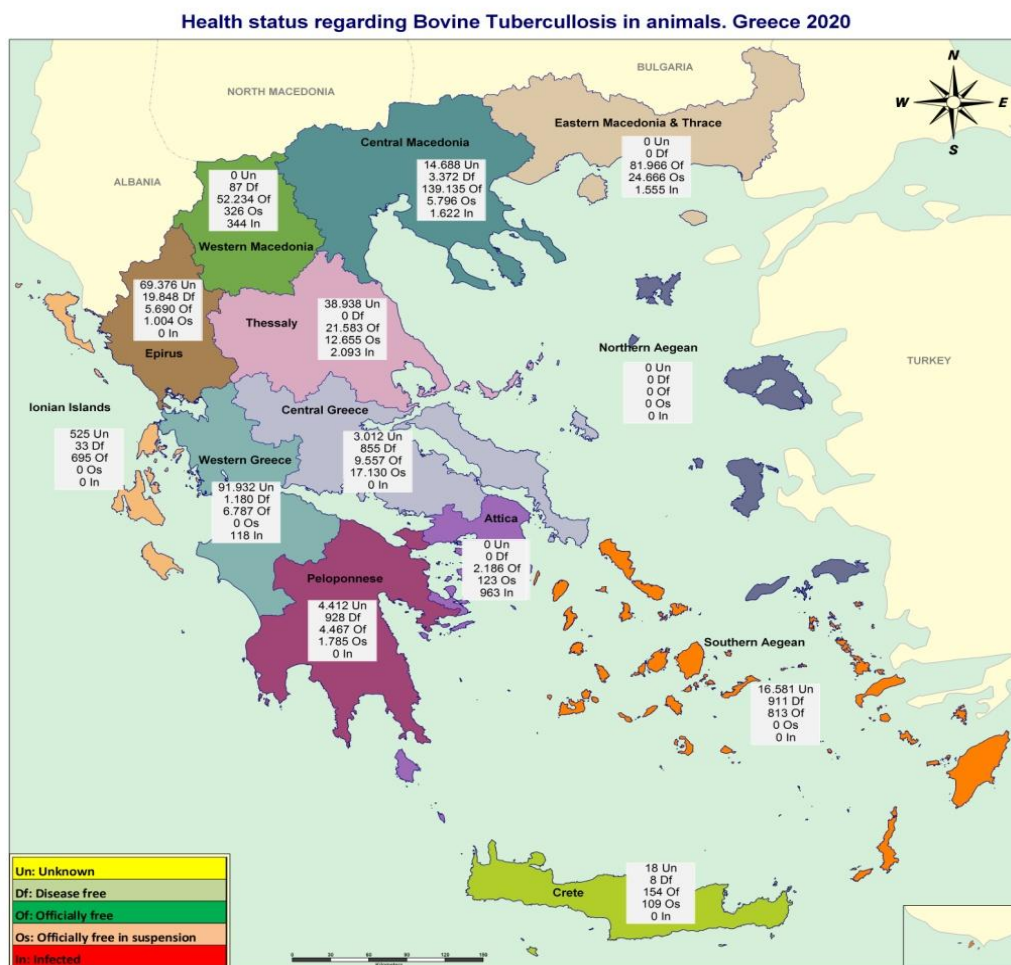 Health status regarding Bovine Tubercullosis in animals. Greece 2020
BULGARIA
NORTH MACEDONIA
N
W
E
S
Eastern Macedonia & Thrace
0 Un
0 Df
81.966 Of
24.666 Os
1.555 In
Central Macedonia
14.688 Un
3.372 Df
139.135 Of
5.796 Os
1.622 In
ALBANIA
0 Un
87 Df
52.234 Of
326 Os
344 In
Western Macedonia
69.376 Un
19.848 Df
5.690 Of
1.004 Os
0 In
Epirus
Thessaly
38.938 Un
0 Df
21.583 Of
12.655 Os
2.093 In
Northern Aegean
0 Un
0 Df
0 Of
0 Os
0 In
TURKEY
Ionian Islands
525 Un
33 Df
695 Of
0 Os
0 In
Central Greece
3.012 Un
855 Df
9.557 Of
17.130 Os
0 In
Western Greece
91.932 Un
1.180 Df
6.787 Of
0 Os
118 In
Attica
0 Un
0 Df
2.186 Of
123 Os
963 In
Peloponnese
4.412 Un
928 Df
4.467 Of
1.785 Os
0 In
Southern Aegean
16.581 Un
911 Df
813 Of
0 Os
0 In
Crete
18 Un
8 Df
154 Of
109 Os
0 In
Un: Unknown
Df: Disease free
Of: Officially free
Os: Officially free in suspension
In: Infected
0